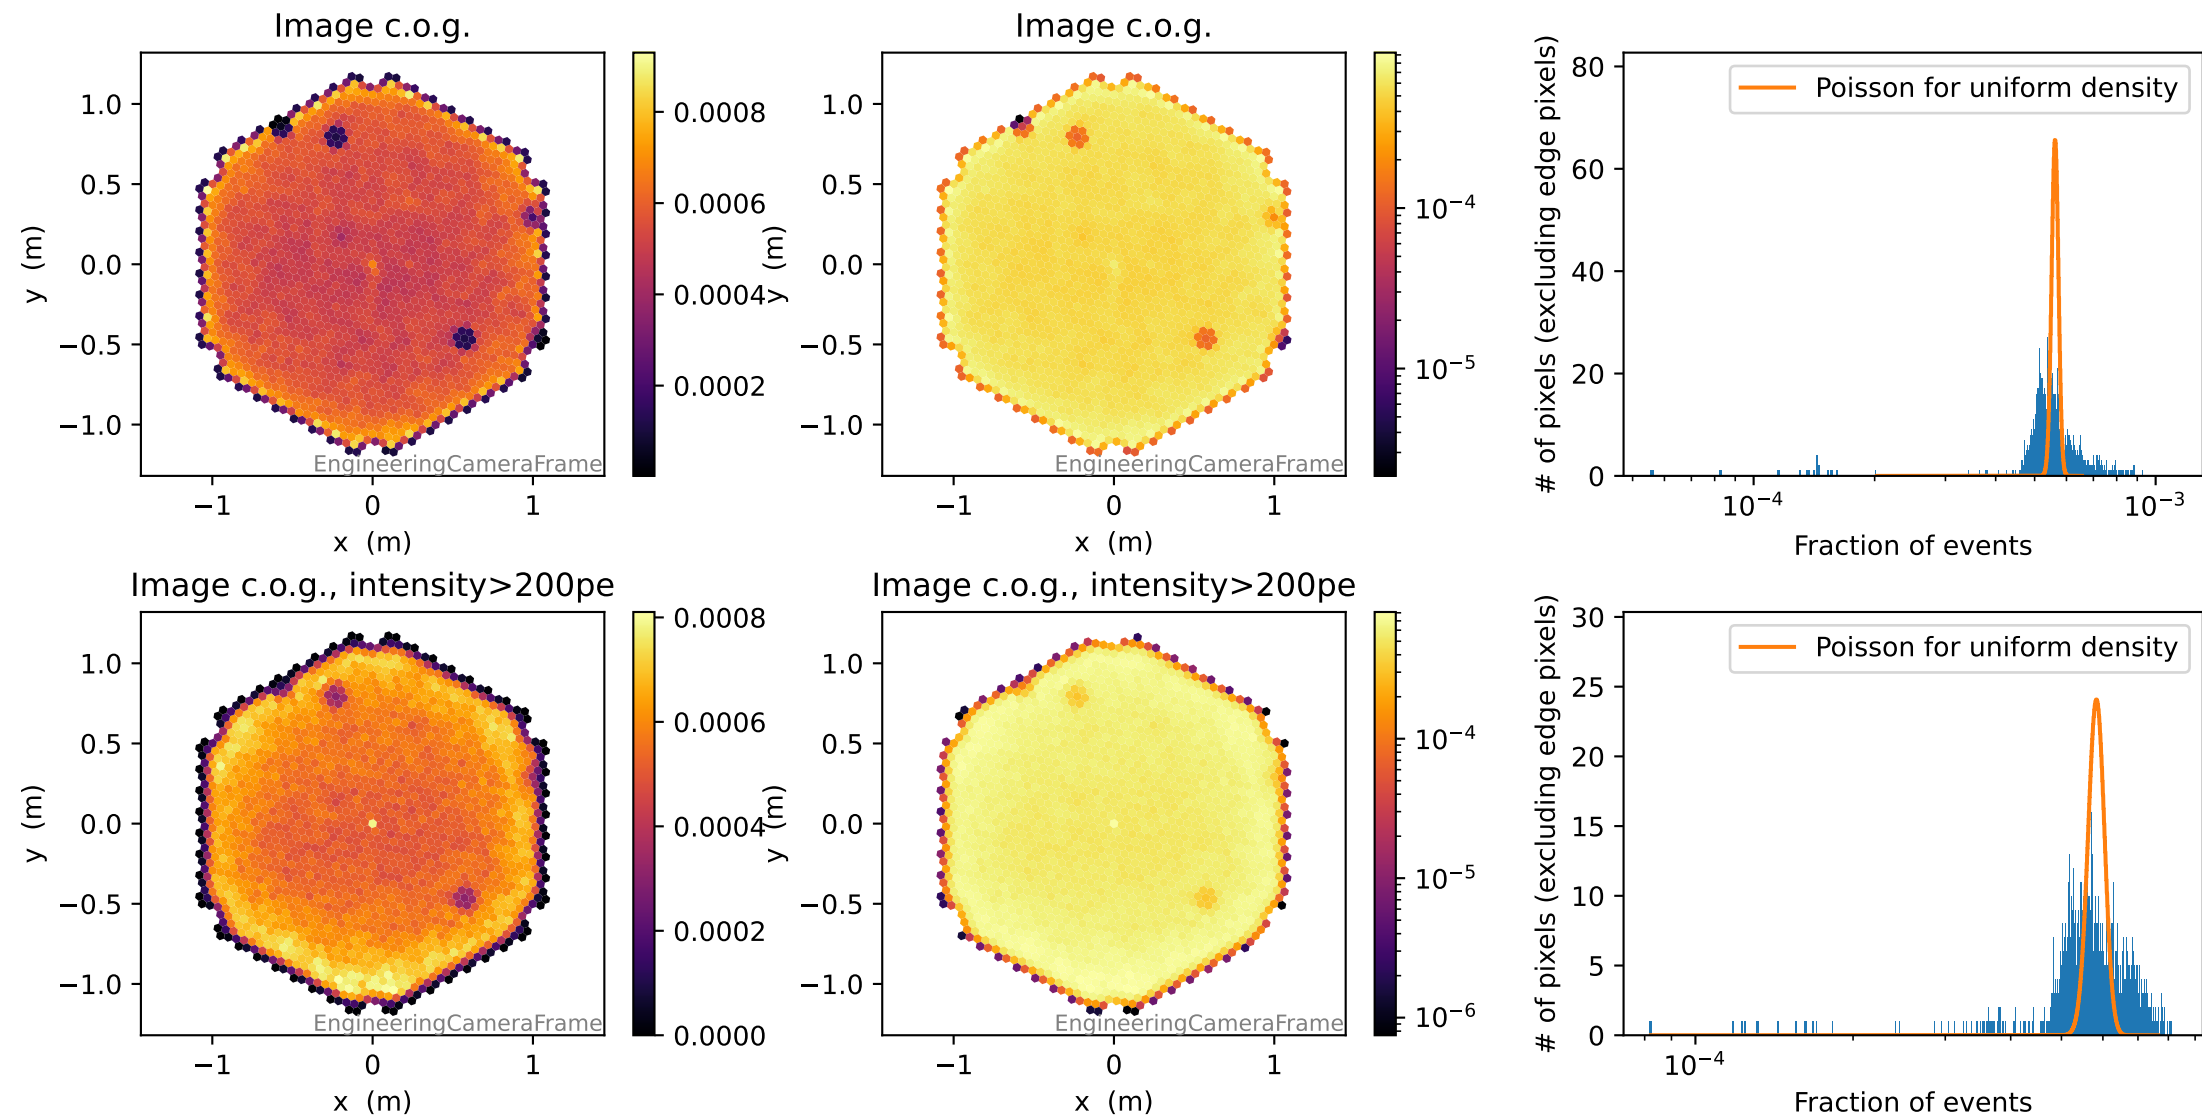 Image c.o.g.
1.0
0.5
0.0
−0.5
−1.0
y (m)
−1
0
1
x (m)
EngineeringCameraFrame
0.0008
0.0006
0.0004
0.0002
Image c.o.g.
1.0
0.5
0.0
−0.5
−1.0
y (m)
−1
0
1
x (m)
EngineeringCameraFrame
10⁻⁴
10⁻⁵
80
60
40
20
0
# of pixels (excluding edge pixels)
Poisson for uniform density
10⁻⁴
10⁻³
Fraction of events
Image c.o.g., intensity>200pe
1.0
0.5
0.0
−0.5
−1.0
y (m)
−1
0
1
x (m)
EngineeringCameraFrame
0.0008
0.0006
0.0004
0.0002
0.0000
Image c.o.g., intensity>200pe
1.0
0.5
0.0
−0.5
−1.0
y (m)
−1
0
1
x (m)
EngineeringCameraFrame
10⁻⁴
10⁻⁵
10⁻⁶
30
25
20
15
10
5
0
# of pixels (excluding edge pixels)
Poisson for uniform density
10⁻⁴
Fraction of events